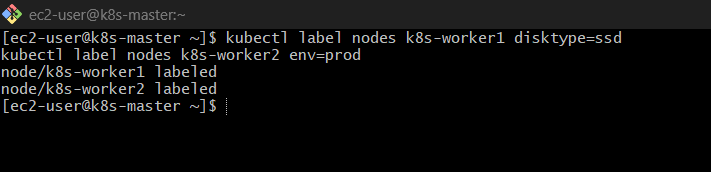 ec2-user@k8s-master:~
[ec2-user@k8s-master ~]$ kubectl label nodes k8s-worker1 disktype=ssd
kubectl label nodes k8s-worker2 env=prod
node/k8s-worker1 labeled
node/k8s-worker2 labeled
[ec2-user@k8s-master ~]$